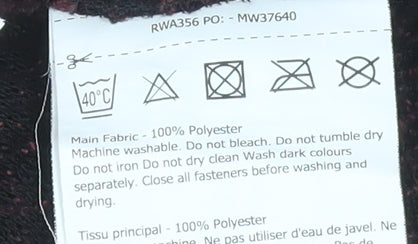 RWA356 PO: - MW37640
40°C
Main Fabric - 100% Polyester
Machine washable. Do not bleach. Do not tumble dry
Do not iron Do not dry clean Wash dark colours
separately. Close all fasteners before washing and
drying.
Tissu principal - 100% Polyester
Ne pas utiliser d'eau de javel. Ne
Pas de